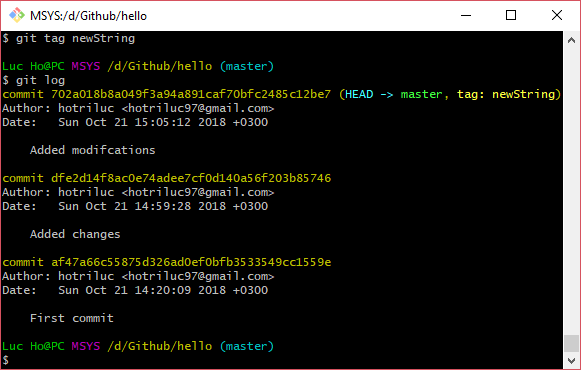 MSYS:/d/Github/hello
$ git tag newString
Luc Ho@PC MSYS /d/Github/hello (master)
$ git log
commit 702a018b8a049f3a94a891caf70bfc2485c12be7 (HEAD -> master, tag: newString)
Author: hotriluc <hotriluc97@gmail.com>
Date:   Sun Oct 21 15:05:12 2018 +0300
Added modifcations
commit dfe2d14f8ac0e74adee7cf0d140a56f203b85746
Author: hotriluc <hotriluc97@gmail.com>
Date:   Sun Oct 21 14:59:28 2018 +0300
Added changes
commit af47a66c55875d326ad0ef0bfb3533549cc1559e
Author: hotriluc <hotriluc97@gmail.com>
Date:   Sun Oct 21 14:20:09 2018 +0300
First commit
Luc Ho@PC MSYS /d/Github/hello (master)
$